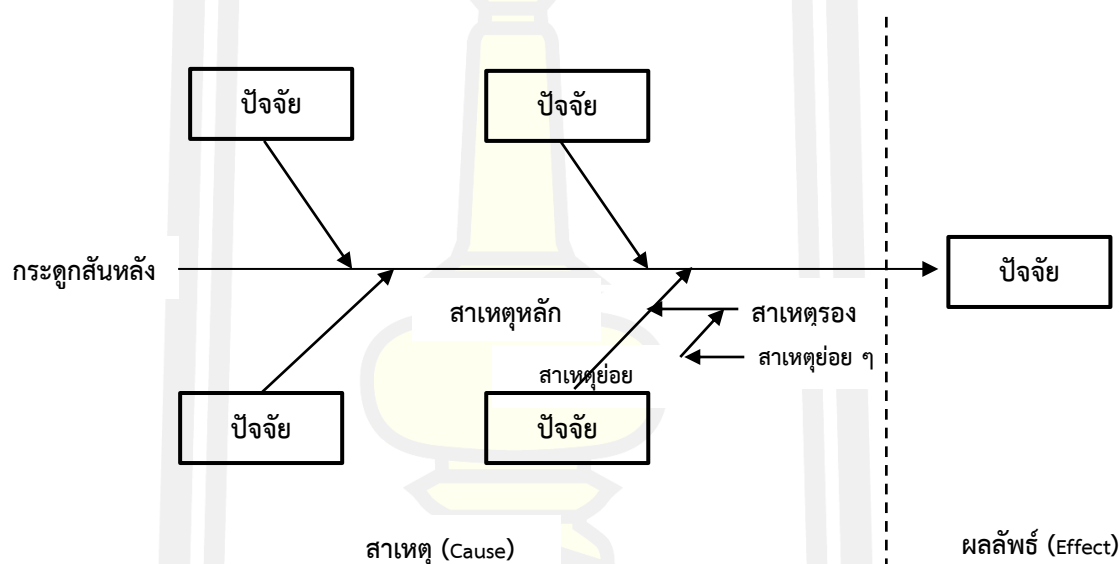 ปัจจัย
ปัจจัย
กระดูกสันหลัง
ปัจจัย
สาเหตุหลัก
สาเหตุรอง
สาเหตุย่อย ๆ
สาเหตุย่อย
ปัจจัย
ปัจจัย
สาเหตุ (Cause)
ผลลัพธ์ (Effect)